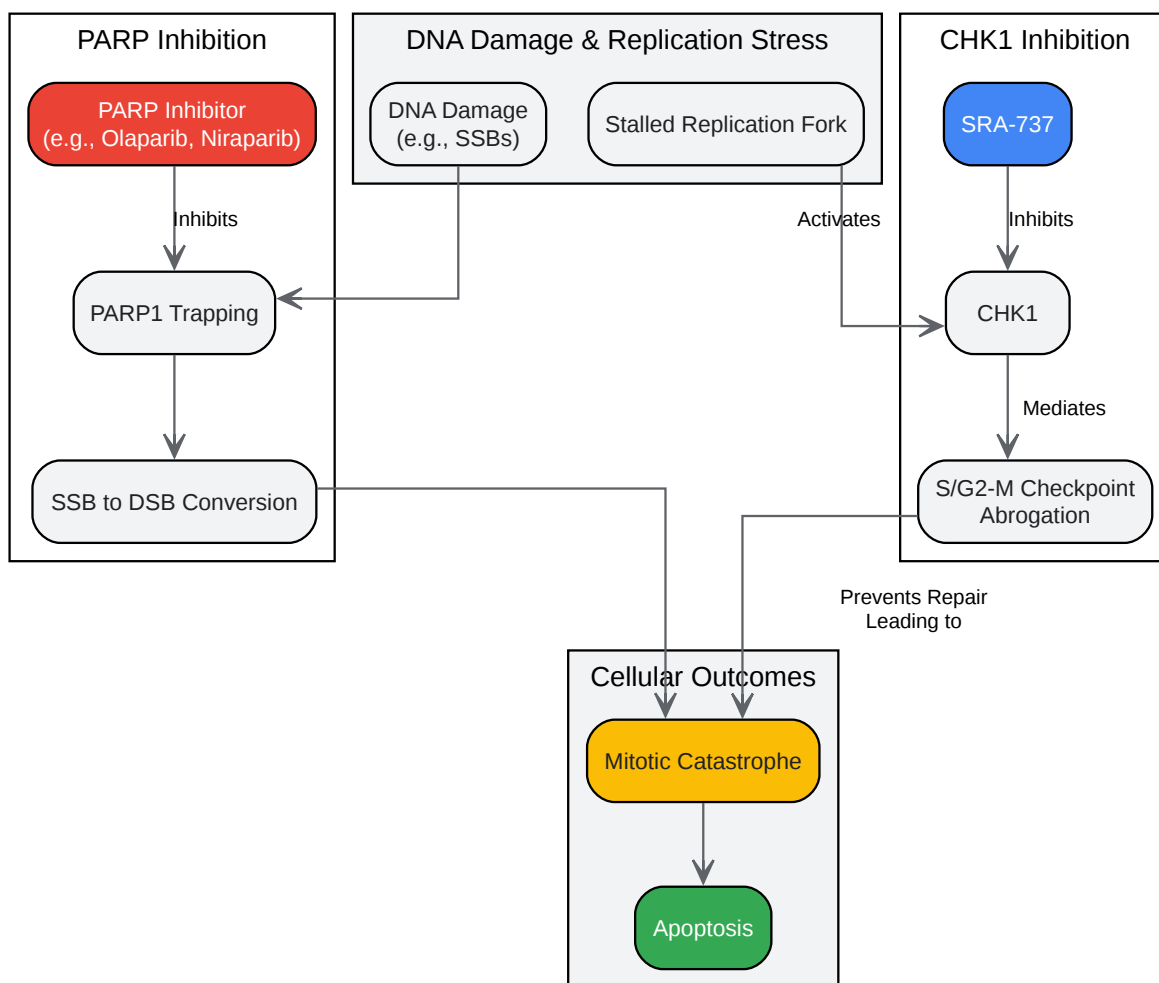 PARP Inhibition
DNA Damage & Replication Stress
CHK1 Inhibition
PARP Inhibitor
(e.g., Olaparib, Niraparib)
DNA Damage
(e.g., SSBs)
Stalled Replication Fork
SRA-737
Inhibits
Activates
Inhibits
PARP1 Trapping
CHK1
Mediates
SSB to DSB Conversion
S/G2-M Checkpoint
Abrogation
Prevents Repair
Leading to
Cellular Outcomes
Mitotic Catastrophe
Apoptosis